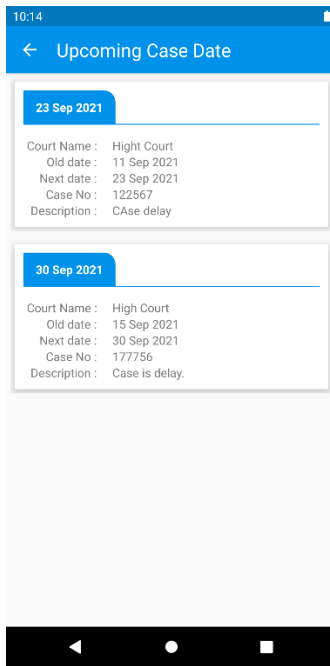 10:14
Upcoming Case Date
23 Sep 2021
Court Name : Hight Court
Old date : 11 Sep 2021
Next date : 23 Sep 2021
Case No : 122567
Description : CAse delay
30 Sep 2021
Court Name : High Court
Old date : 15 Sep 2021
Next date : 30 Sep 2021
Case No : 177756
Description : Case is delay.